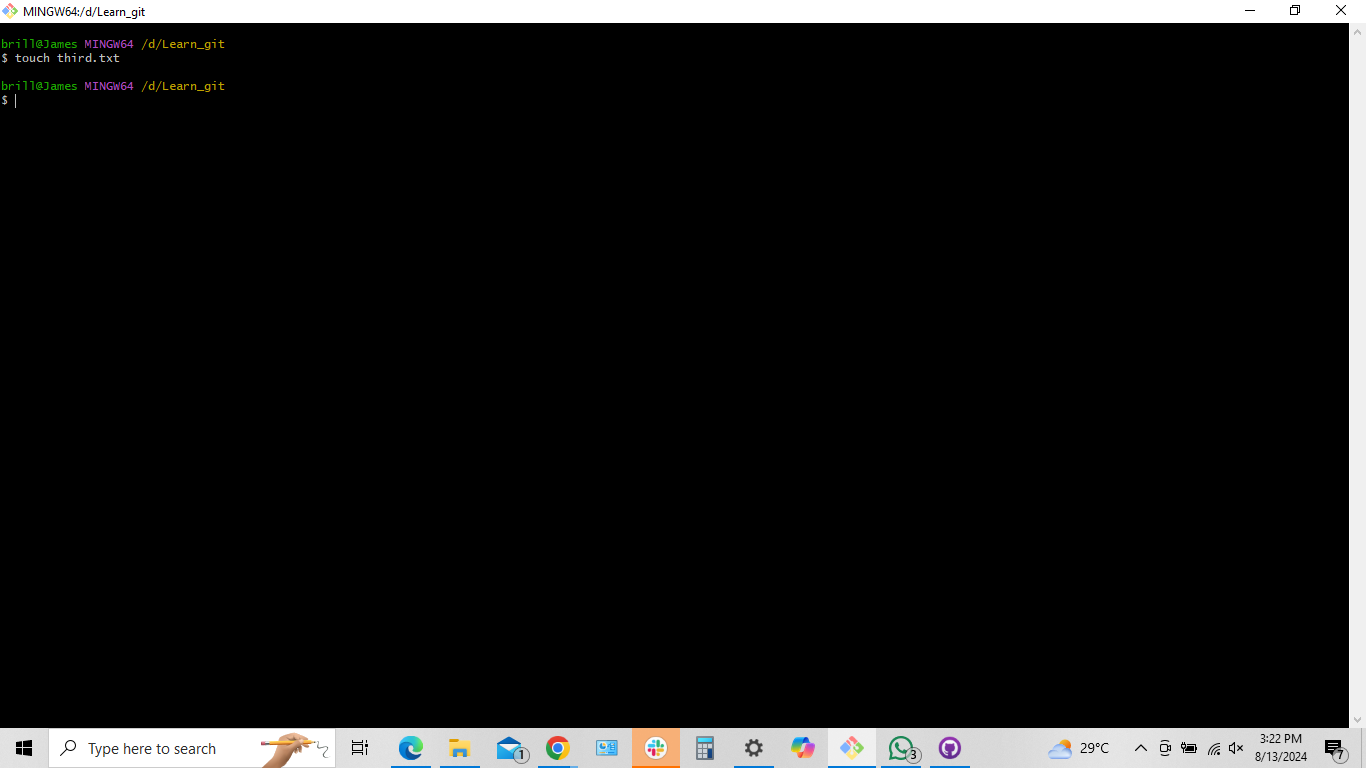 MINGW64:/d/Learn_git
brill@James MINGW64 /d/Learn_git
$ touch third.txt
brill@James MINGW64 /d/Learn_git
$
Type here to search
1
3
29°C
3:22 PM
8/13/2024
7